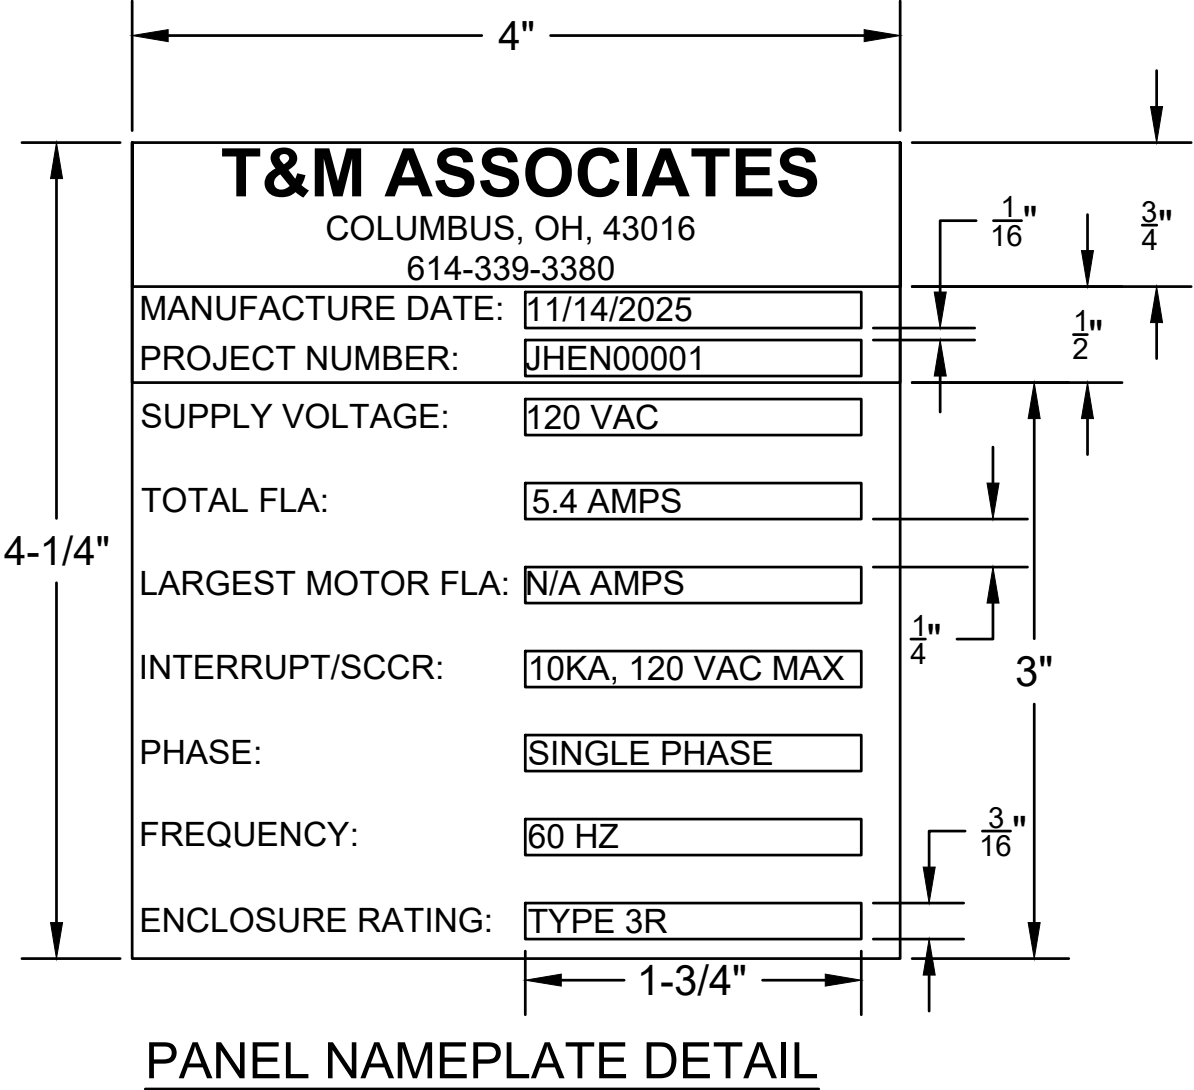 4"
T&M ASSOCIATES
COLUMBUS, OH, 43016
614-339-3380
MANUFACTURE DATE: 11/14/2025
PROJECT NUMBER: JHEN00001
SUPPLY VOLTAGE: 120 VAC
TOTAL FLA: 5.4 AMPS
LARGEST MOTOR FLA: N/A AMPS
INTERRUPT/SCCR: 10KA, 120 VAC MAX
PHASE: SINGLE PHASE
FREQUENCY: 60 HZ
ENCLOSURE RATING: TYPE 3R
4-1/4"
1/16"
3/4"
1/2"
1/4"
3"
3/16"
1-3/4"
PANEL NAMEPLATE DETAIL